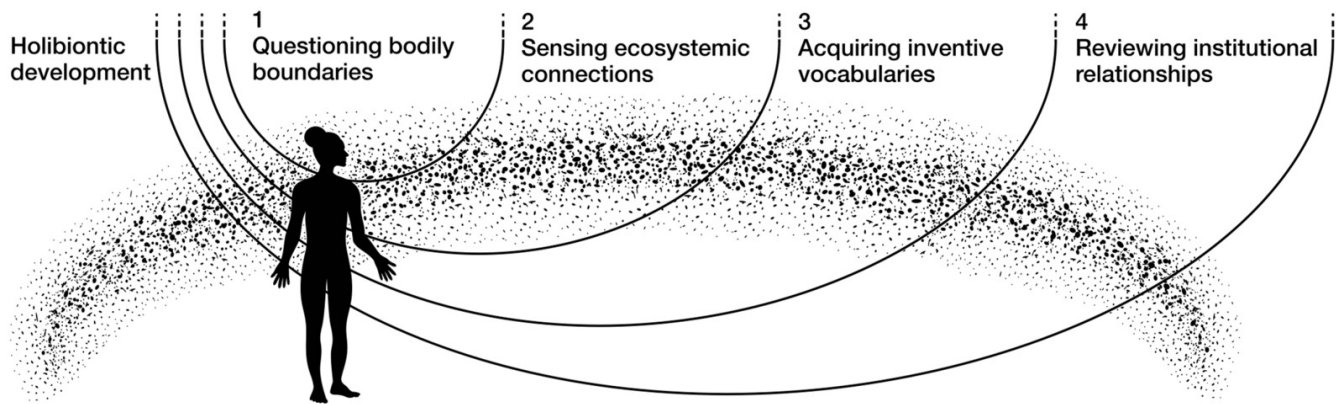 Holibiontic
development
1
Questioning bodily
boundaries
2
Sensing ecosystemic
connections
3
Acquiring inventive
vocabularies
4
Reviewing institutional
relationships